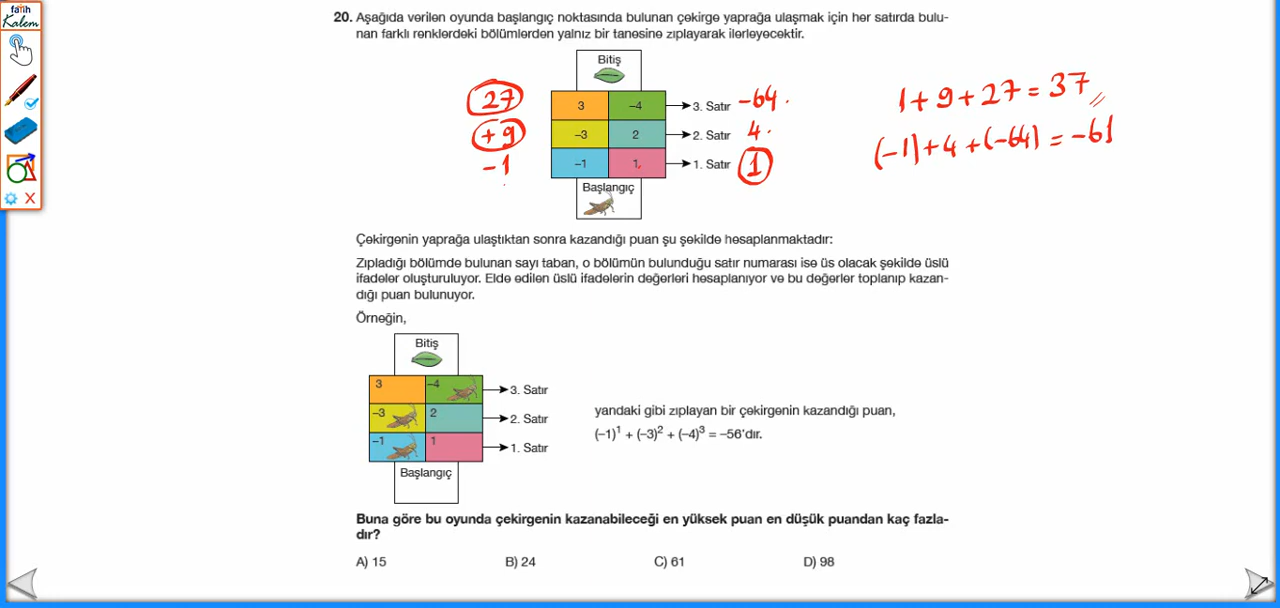 fatih
Kalem
20. Aşağıda verilen oyunda başlangıç noktasında bulunan çekirge yaprağa ulaşmak için her satırda bulu-
nan farklı renklerdeki bölümlerden yalnız bir tanesine zıplayarak ilerleyecektir.
Bitiş
27 3 −4 3. Satır −64
+9 −3 2 2. Satır 4
−1 −1 1 1. Satır 1
Başlangıç
1+9+27=37
(−1)+4+(−64)=−61
Çekirgenin yaprağa ulaştıktan sonra kazandığı puan şu şekilde hesaplanmaktadır:
Zıpladığı bölümde bulunan sayı taban, o bölümün bulunduğu satır numarası ise üs olacak şekilde üslü
ifadeler oluşturuluyor. Elde edilen üslü ifadelerin değerleri hesaplanıyor ve bu değerler toplanıp kazan-
dığı puan bulunuyor.
Örneğin,
Bitiş
3 −4 3. Satır
−3 2 2. Satır
−1 1 1. Satır
Başlangıç
yandaki gibi zıplayan bir çekirgenin kazandığı puan,
(−1)¹ + (−3)² + (−4)³ = −56'dır.
Buna göre bu oyunda çekirgenin kazanabileceği en yüksek puan en düşük puandan kaç fazla-
dır?
A) 15 B) 24 C) 61 D) 98